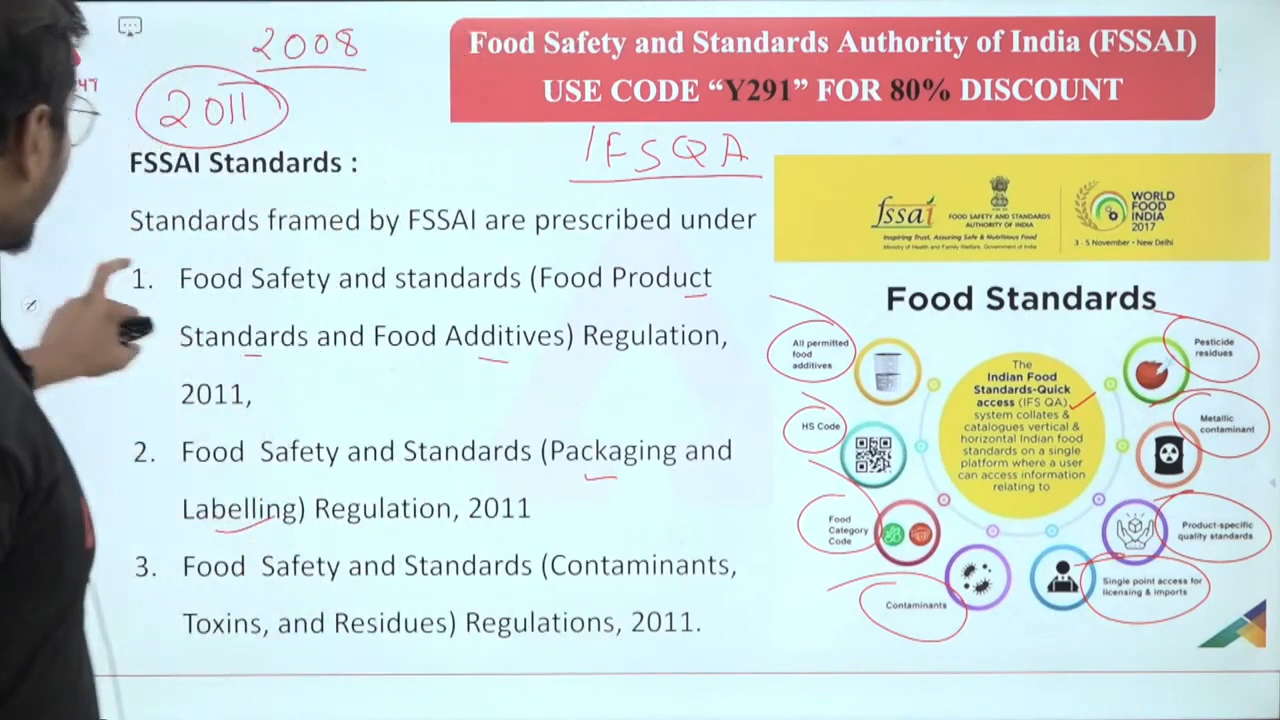 2008
2011
47
Food Safety and Standards Authority of India (FSSAI)
USE CODE “Y291” FOR 80% DISCOUNT
IFSQA
FSSAI Standards :
Standards framed by FSSAI are prescribed under
1. Food Safety and standards (Food Product
Standards and Food Additives) Regulation,
2011,
2. Food Safety and Standards (Packaging and
Labelling) Regulation, 2011
3. Food Safety and Standards (Contaminants,
Toxins, and Residues) Regulations, 2011.
fssai
FOOD SAFETY AND STANDARDS
AUTHORITY OF INDIA
Inspiring Trust, Assuring Safe & Nutritious Food
Ministry of Health and Family Welfare, Government of India
WORLD
FOOD
INDIA
2017
3 - 5 November • New Delhi
Food Standards
All permitted
food
additives
HS Code
Food
Category
Code
Contaminants
The
Indian Food
Standards-Quick
access (IFS QA)
system collates &
catalogues vertical &
horizontal Indian food
standards on a single
platform where a user
can access information
relating to
Pesticide
residues
Metallic
contaminant
Product-specific
quality standards
Single point access for
licensing & imports